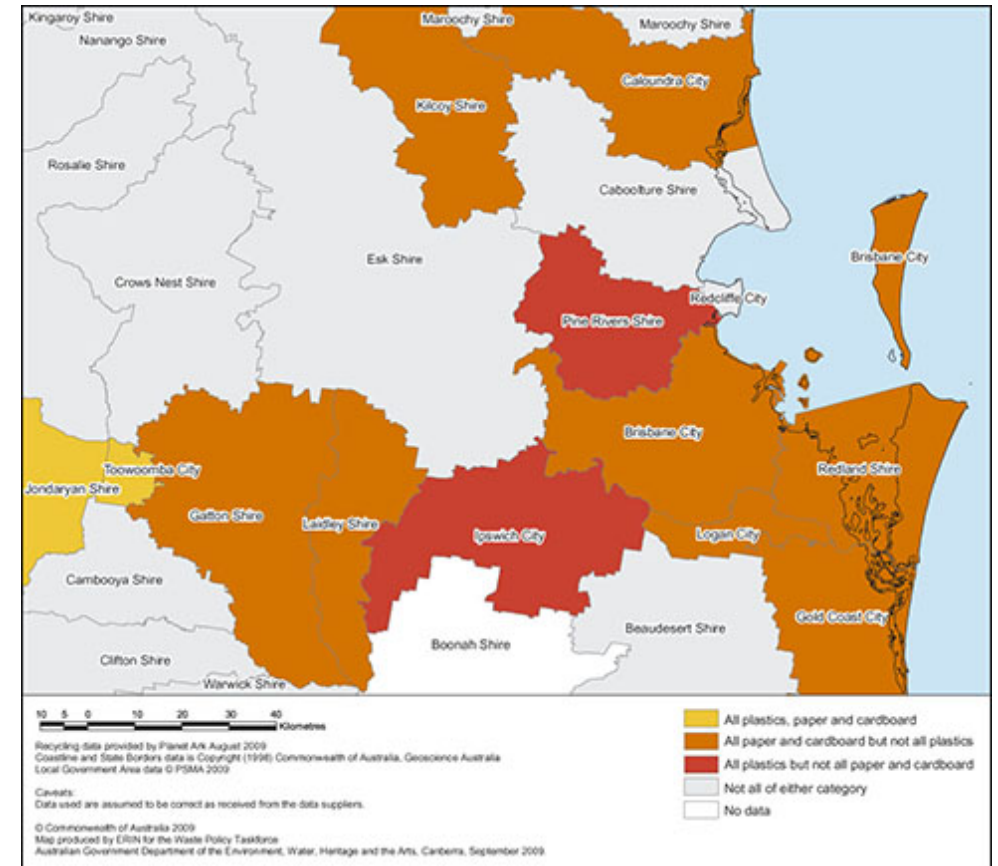 Kingaroy Shire
Maroochy Shire
Maroochy Shire
Nanango Shire
Caloundra City
Kilcoy Shire
Rosalie Shire
Caboolture Shire
Esk Shire
Brisbane City
Crows Nest Shire
Redcliffe City
Pine Rivers Shire
Brisbane City
Toowoomba City
Redland Shire
Jondaryan Shire
Gatton Shire
Laidley Shire
Ipswich City
Logan City
Cambooya Shire
Gold Coast City
Beaudesert Shire
Boonah Shire
Clifton Shire
Warwick Shire
10 5 0 10 20 30 40
Kilometres
Recycling data provided by Planet Ark August 2009
Coastline and State Borders data is Copyright (1998) Commonwealth of Australia, Geoscience Australia
Local Government Area data © PSMA 2009
Caveats:
Data used are assumed to be correct as received from the data suppliers.
© Commonwealth of Australia 2009
Map produced by ERIN for the Waste Policy Taskforce
Australian Government Department of the Environment, Water, Heritage and the Arts, Canberra, September 2009.
All plastics, paper and cardboard
All paper and cardboard but not all plastics
All plastics but not all paper and cardboard
Not all of either category
No data